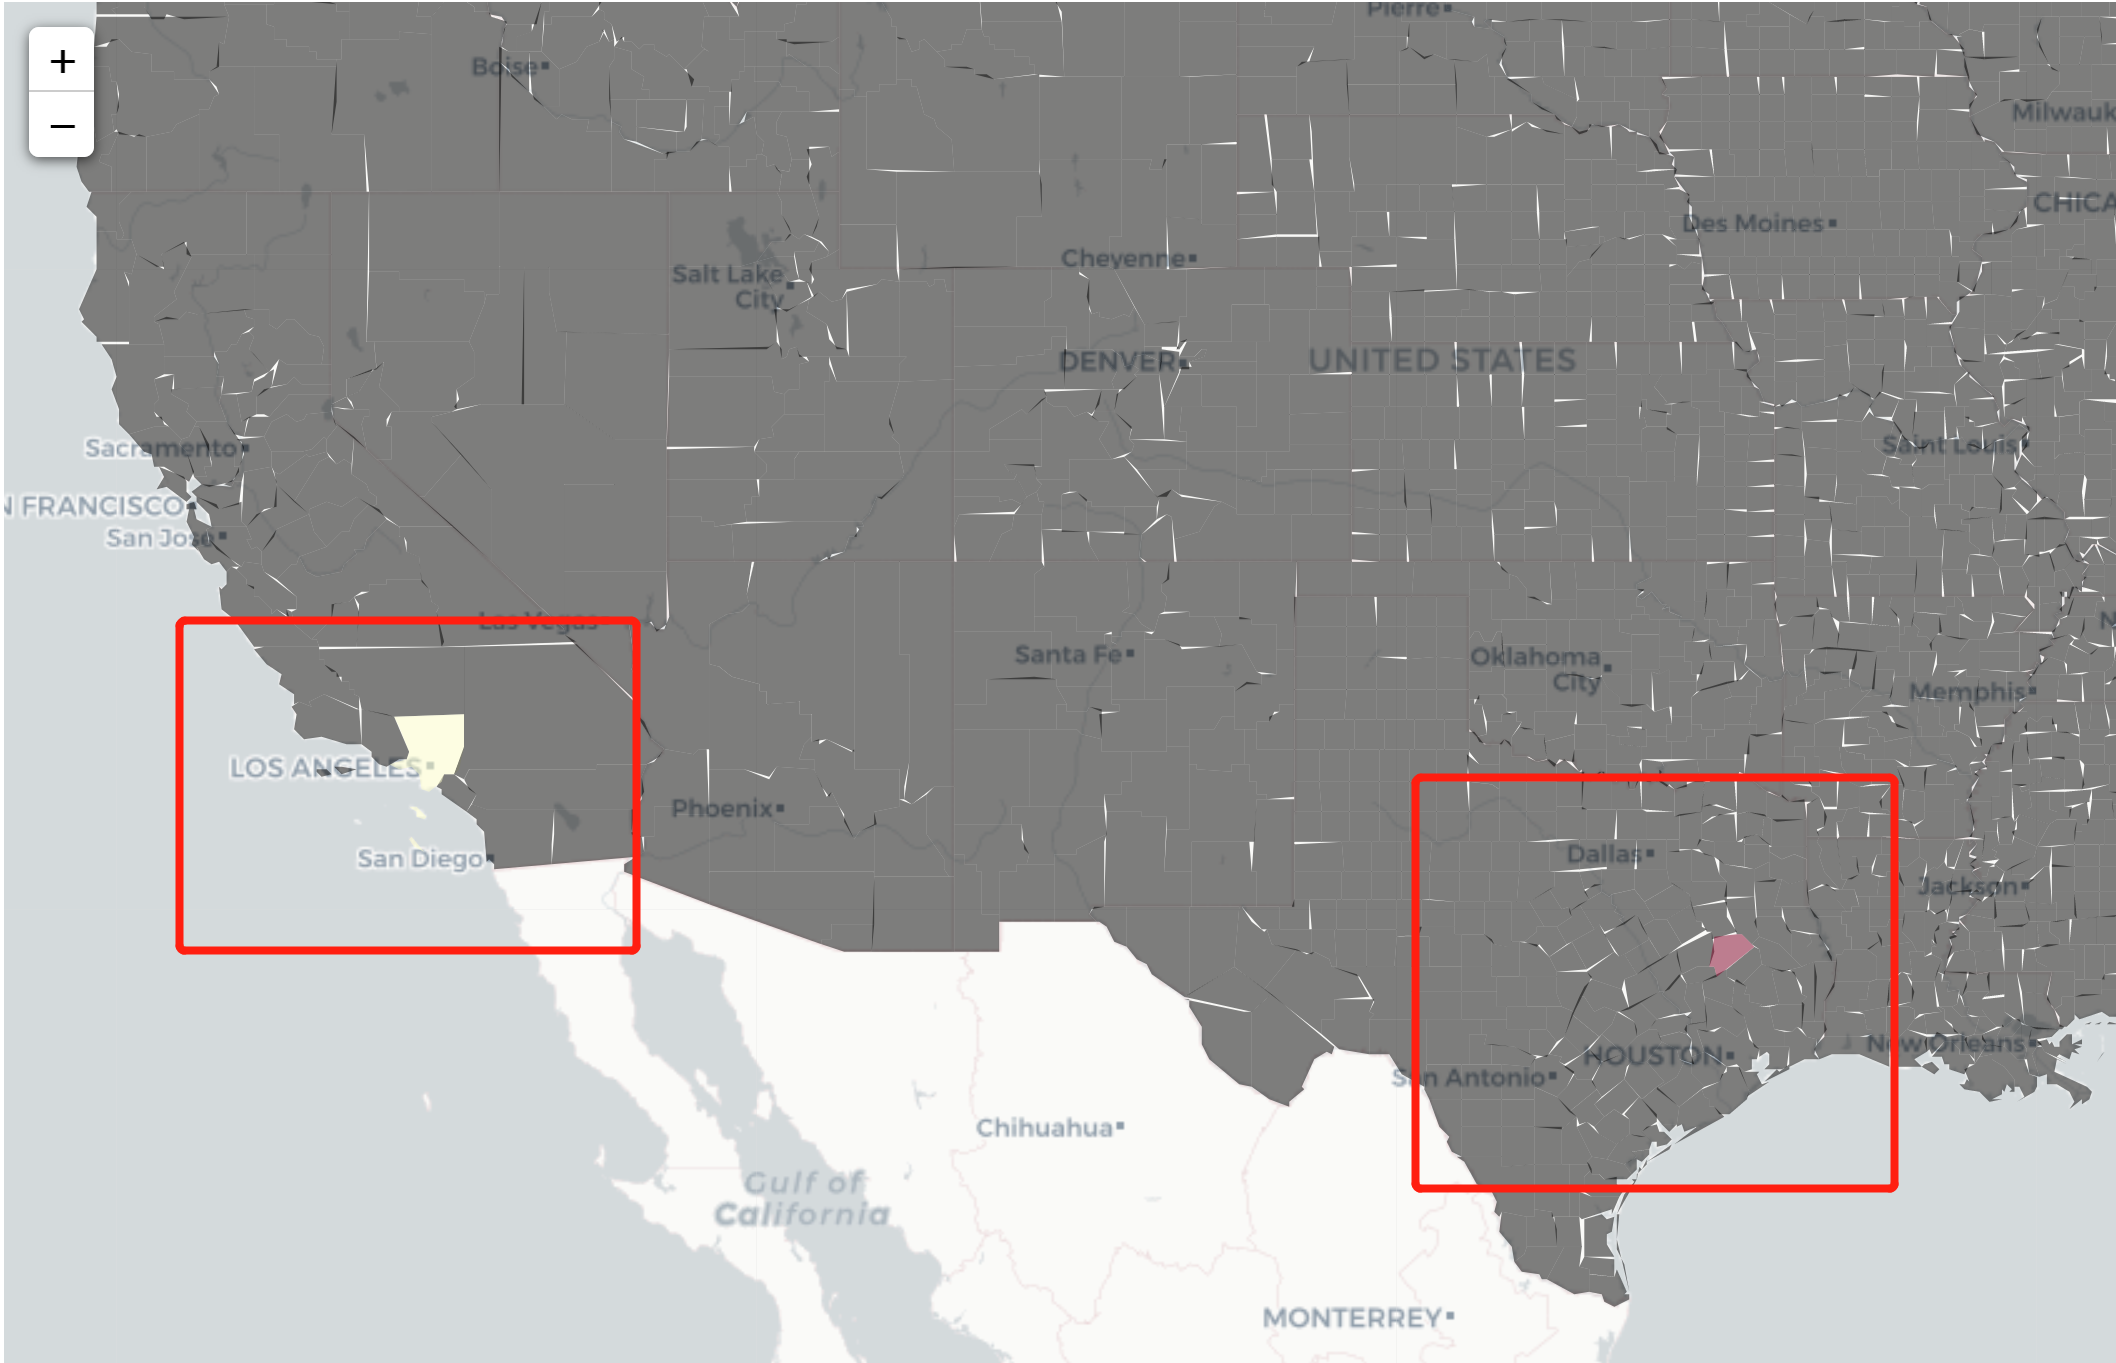 +
−
Pierre
Boise
Milwauk
CHICA
Des Moines
Cheyenne
Salt Lake
City
DENVER
UNITED STATES
Sacramento
Saint Louis
N FRANCISCO
San Jose
Las Vegas
N
Santa Fe
Oklahoma
City
Memphis
LOS ANGELES
Phoenix
San Diego
Dallas
Jackson
HOUSTON
New Orleans
San Antonio
Chihuahua
Gulf of
California
MONTERREY